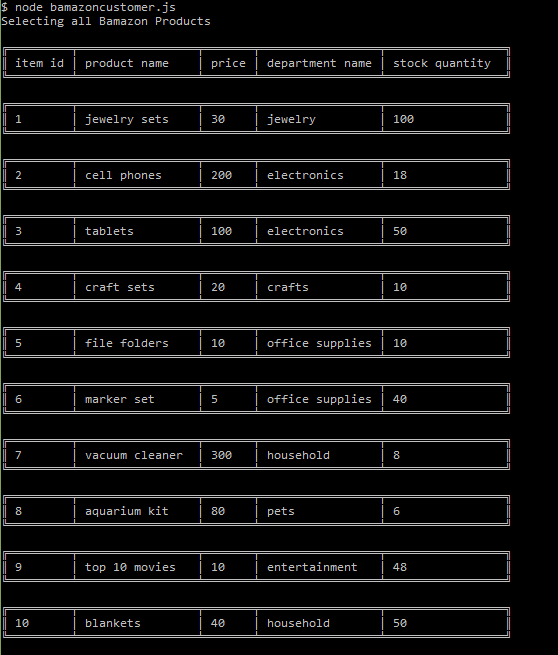 $ node bamazoncustomer.js
Selecting all Bamazon Products
item id product name price department name stock quantity
1 jewelry sets 30 jewelry 100
2 cell phones 200 electronics 18
3 tablets 100 electronics 50
4 craft sets 20 crafts 10
5 file folders 10 office supplies 10
6 marker set 5 office supplies 40
7 vacuum cleaner 300 household 8
8 aquarium kit 80 pets 6
9 top 10 movies 10 entertainment 48
10 blankets 40 household 50